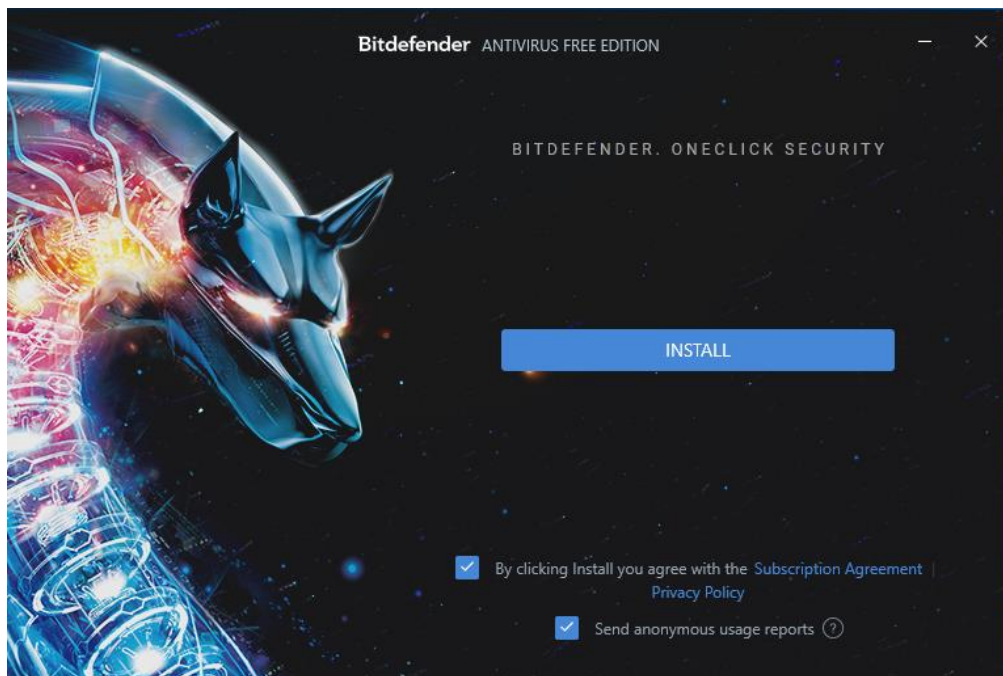 Bitdefender ANTIVIRUS FREE EDITION
BITDEFENDER. ONECLICK SECURITY
INSTALL
By clicking Install you agree with the Subscription Agreement |
Privacy Policy
Send anonymous usage reports ?